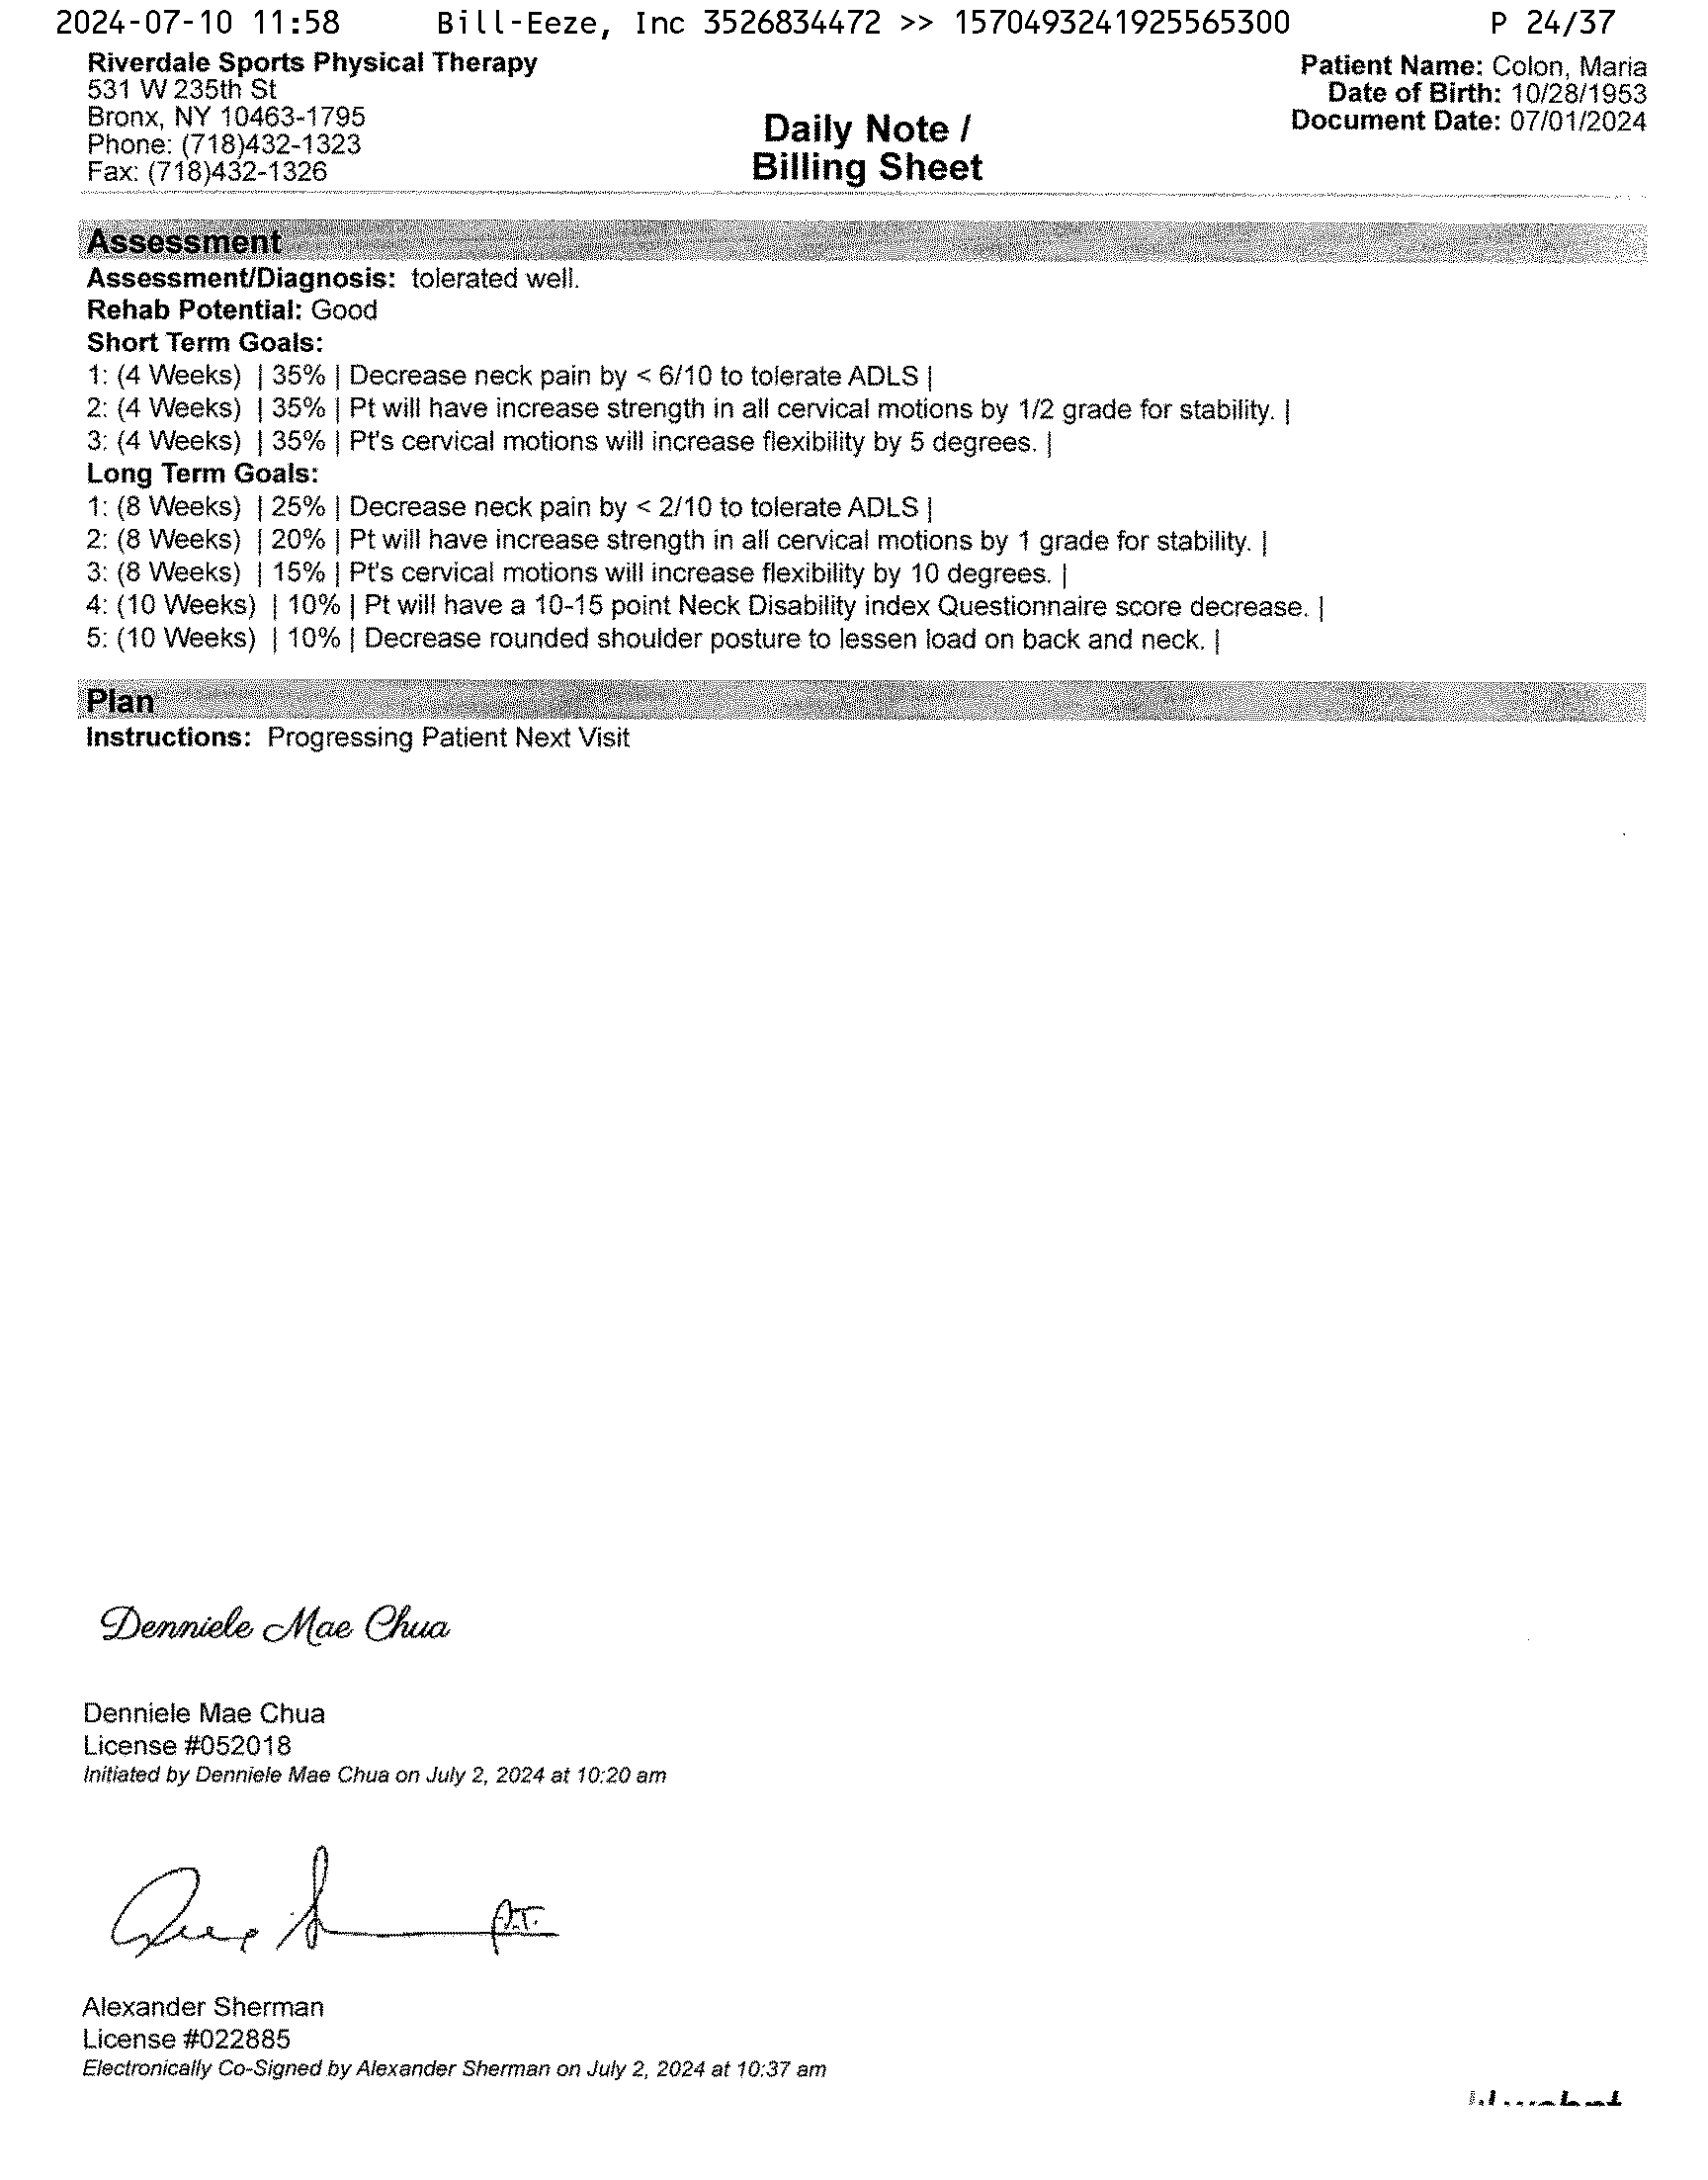 2024-07-10 11:58 Bill-Eeze, Inc 3526834472 >> 1570493241925565300 P 24/37
Riverdale Sports Physical Therapy
531 W 235th St
Bronx, NY 10463-1795
Phone: (718)432-1323
Fax: (718)432-1326
Daily Note /
Billing Sheet
Patient Name: Colon, Maria
Date of Birth: 10/28/1953
Document Date: 07/01/2024
Assessment
Assessment/Diagnosis: tolerated well.
Rehab Potential: Good
Short Term Goals:
1: (4 Weeks) | 35% | Decrease neck pain by < 6/10 to tolerate ADLS |
2: (4 Weeks) | 35% | Pt will have increase strength in all cervical motions by 1/2 grade for stability. |
3: (4 Weeks) | 35% | Pt's cervical motions will increase flexibility by 5 degrees. |
Long Term Goals:
1: (8 Weeks) | 25% | Decrease neck pain by < 2/10 to tolerate ADLS |
2: (8 Weeks) | 20% | Pt will have increase strength in all cervical motions by 1 grade for stability. |
3: (8 Weeks) | 15% | Pt's cervical motions will increase flexibility by 10 degrees. |
4: (10 Weeks) | 10% | Pt will have a 10-15 point Neck Disability index Questionnaire score decrease. |
5: (10 Weeks) | 10% | Decrease rounded shoulder posture to lessen load on back and neck. |
Plan
Instructions: Progressing Patient Next Visit
Denniele Mae Chua
Denniele Mae Chua
License #052018
Initiated by Denniele Mae Chua on July 2, 2024 at 10:20 am
P.T.
Alexander Sherman
License #022885
Electronically Co-Signed by Alexander Sherman on July 2, 2024 at 10:37 am